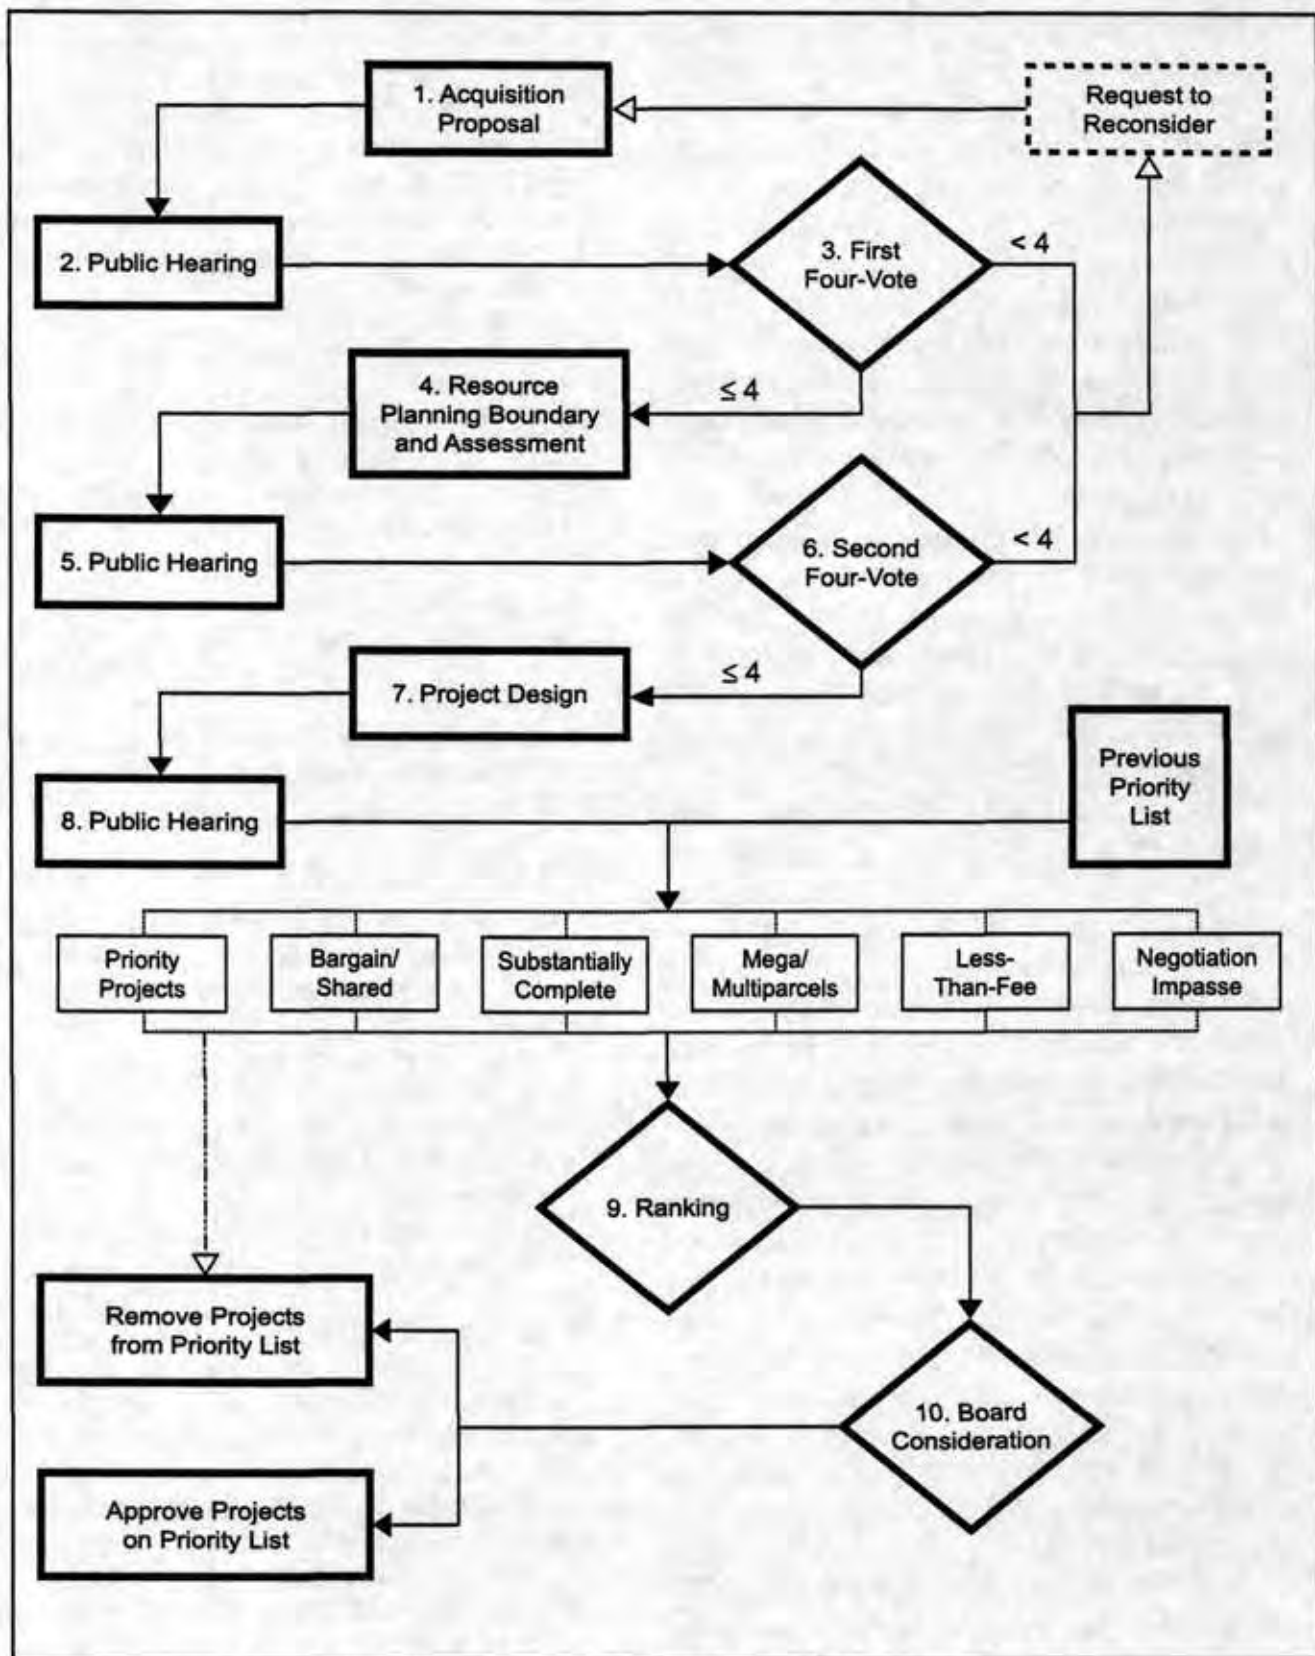 1. Acquisition
Proposal
Request to
Reconsider
2. Public Hearing
3. First
Four-Vote
< 4
4. Resource
Planning Boundary
and Assessment
≤ 4
5. Public Hearing
6. Second
Four-Vote
< 4
7. Project Design
≤ 4
8. Public Hearing
Previous
Priority
List
Priority
Projects
Bargain/
Shared
Substantially
Complete
Mega/
Multiparcels
Less-
Than-Fee
Negotiation
Impasse
9. Ranking
Remove Projects
from Priority List
10. Board
Consideration
Approve Projects
on Priority List